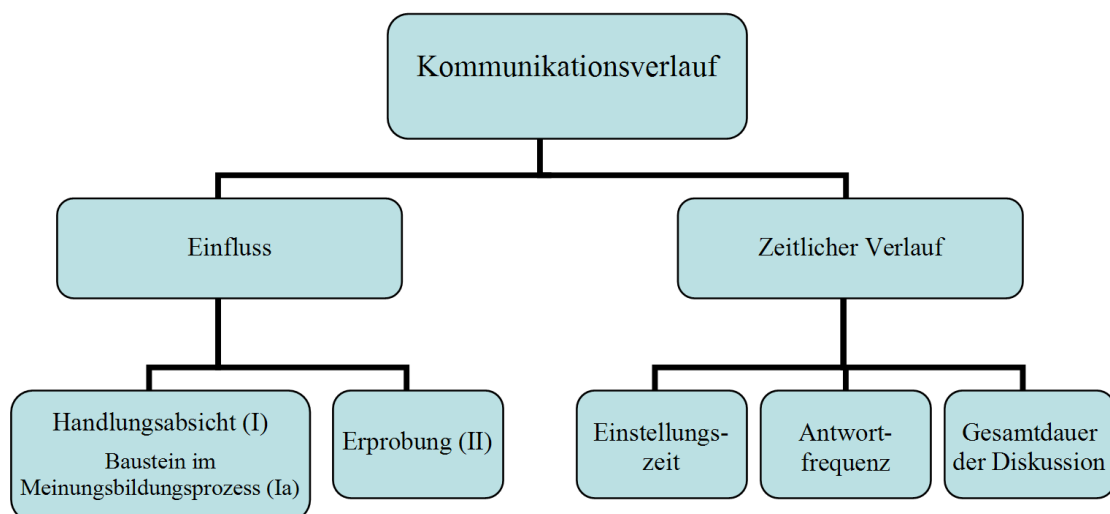 Kommunikationsverlauf
Einfluss
Zeitlicher Verlauf
Handlungsabsicht (I)
Baustein im
Meinungsbildungsprozess (Ia)
Erprobung (II)
Einstellungs-
zeit
Antwort-
frequenz
Gesamtdauer
der Diskussion